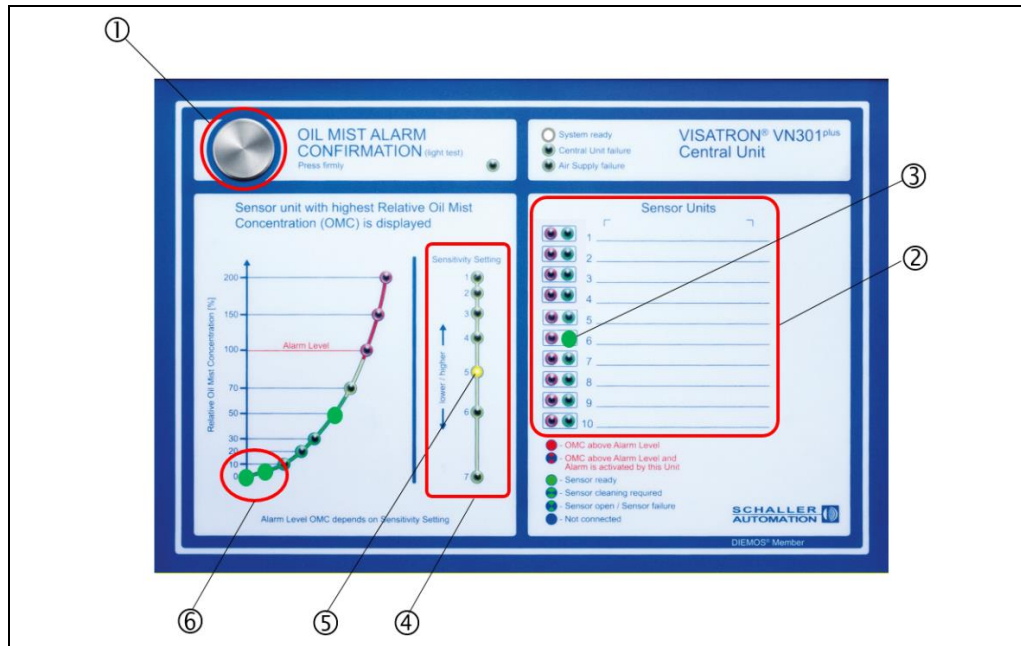 ①
OIL MIST ALARM
CONFIRMATION (light test)
Press firmly
System ready
Central Unit failure
Air Supply failure
VISATRON® VN301plus
Central Unit
③
Sensor unit with highest Relative Oil Mist
Concentration (OMC) is displayed
Relative Oil Mist Concentration [%]
200
150
100
70
50
30
20
10
0
Alarm Level
Sensitivity Setting
1
2
3
4
5
6
7
lower / higher
Alarm Level OMC depends on Sensitivity Setting
Sensor Units
1
2
3
4
5
6
7
8
9
10
②
- OMC above Alarm Level
- OMC above Alarm Level and
Alarm is activated by this Unit
- Sensor ready
- Sensor cleaning required
- Sensor open / Sensor failure
- Not connected
SCHALLER
AUTOMATION
DIEMOS® Member
⑥
⑤
④